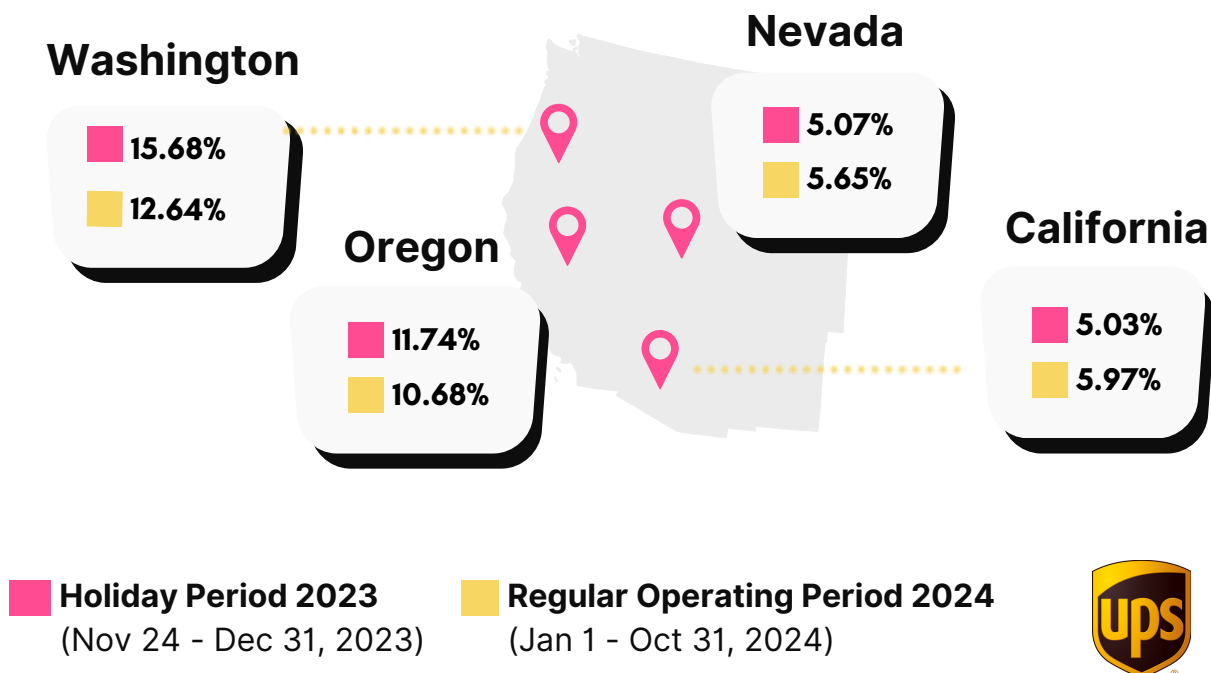 Washington
15.68%
12.64%
Oregon
11.74%
10.68%
Nevada
5.07%
5.65%
California
5.03%
5.97%
Holiday Period 2023
(Nov 24 - Dec 31, 2023)
Regular Operating Period 2024
(Jan 1 - Oct 31, 2024)
ups
®